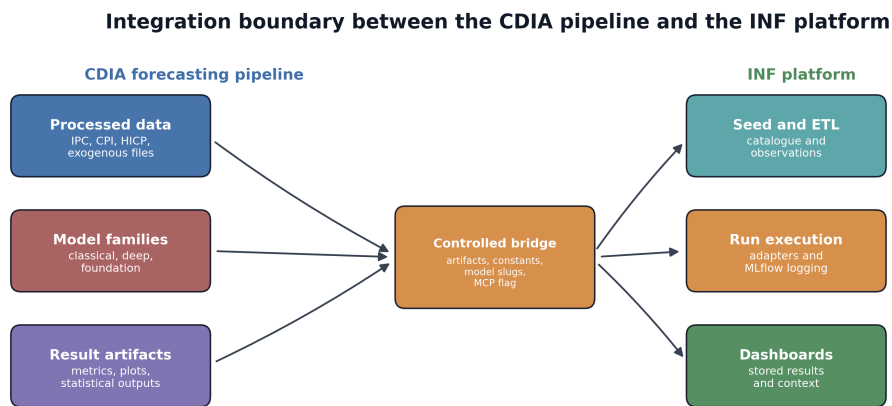 Integration boundary between the CDIA pipeline and the INF platform
CDIA forecasting pipeline
INF platform
Processed data
IPC, CPI, HICP,
exogenous files
Model families
classical, deep,
foundation
Result artifacts
metrics, plots,
statistical outputs
Controlled bridge
artifacts, constants,
model slugs,
MCP flag
Seed and ETL
catalogue and
observations
Run execution
adapters and
MLflow logging
Dashboards
stored results
and context